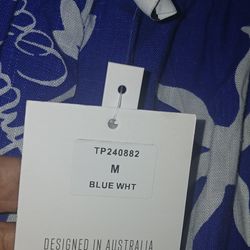 TP240882
M
BLUE WHT
DESIGNED IN AUSTRALIA